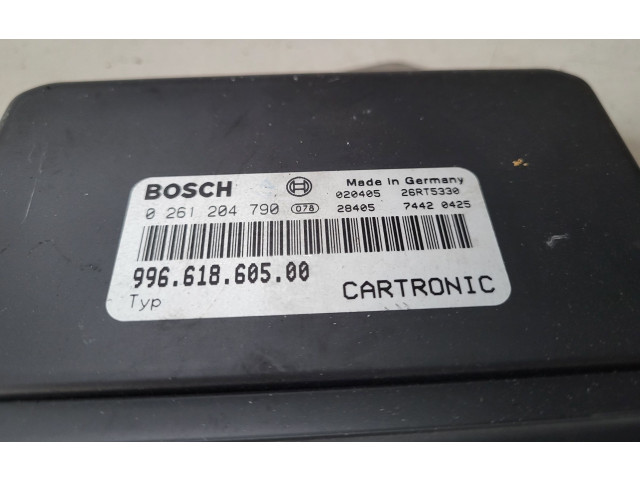 BOSCH Made in Germany
020405 26RT5330
0 261 204 790 078 28405 7442 0425
996.618.605.00
Typ CARTRONIC